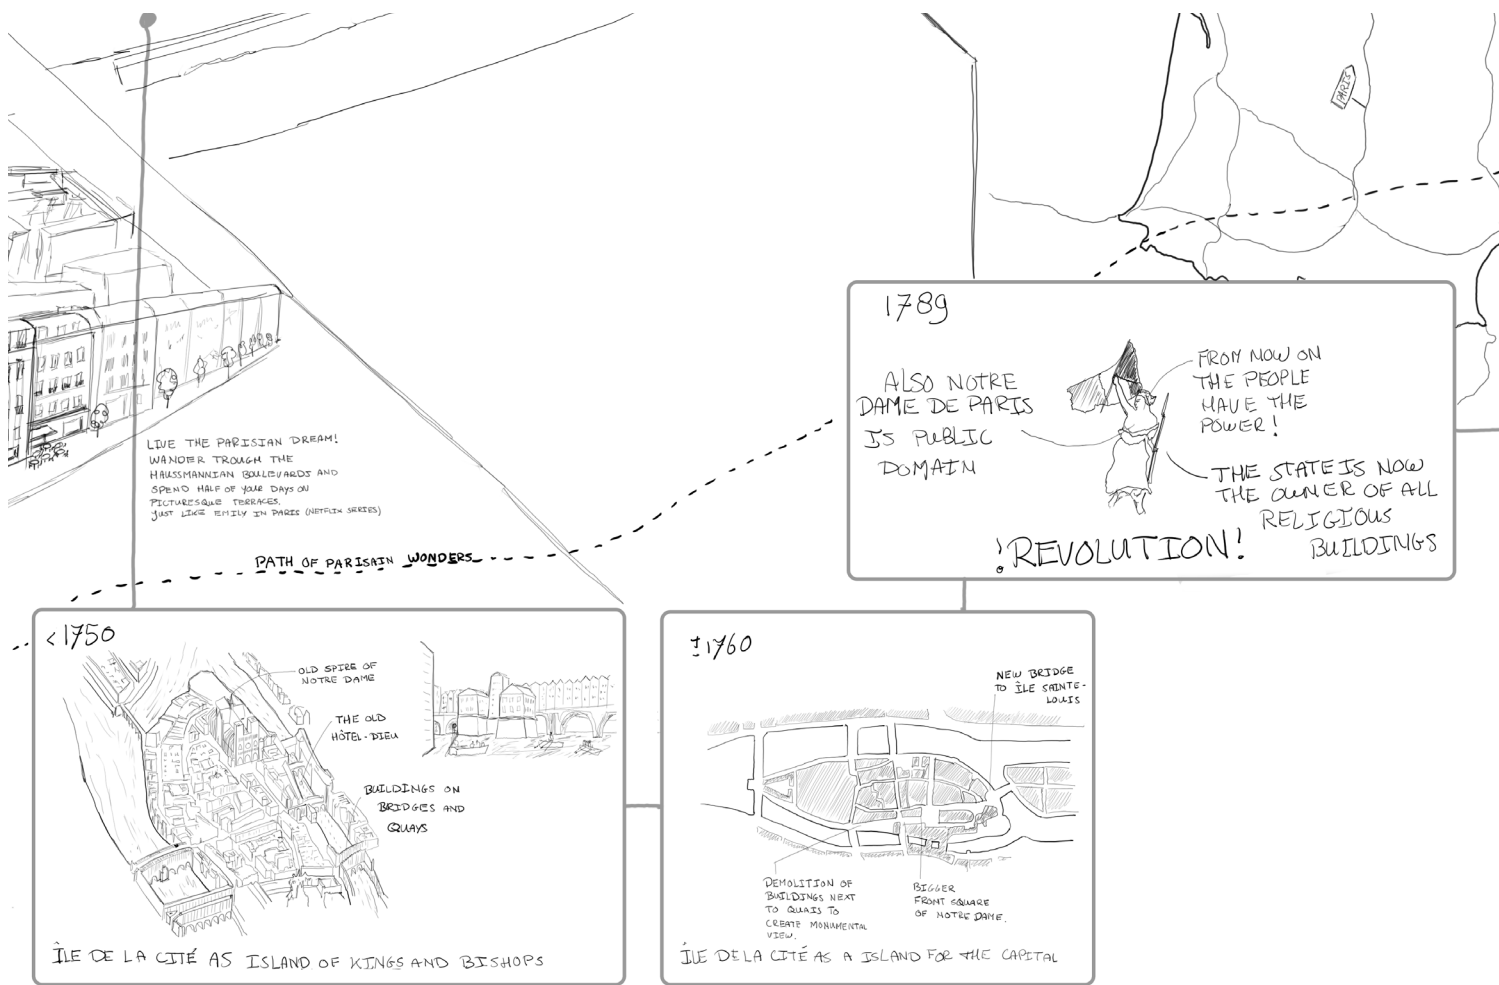 PARIS
LIVE THE PARISIAN DREAM!
WANDER TROUGH THE
HAUSSMANNIAN BOULEVARDS AND
SPEND HALF OF YOUR DAYS ON
PICTURESQUE TERRACES.
JUST LIKE EMILY IN PARIS (NETFLIX SERIES)
PATH OF PARISAIN WONDERS
1789
ALSO NOTRE
DAME DE PARIS
IS PUBLIC
DOMAIN
FROM NOW ON
THE PEOPLE
HAVE THE
POWER!
THE STATE IS NOW
THE OWNER OF ALL
RELIGIOUS
BUILDINGS
¡REVOLUTION!
<1750
OLD SPIRE OF
NOTRE DAME
THE OLD
HÔTEL-DIEU
BUILDINGS ON
BRIDGES AND
QUAYS
ÎLE DE LA CITÉ AS ISLAND OF KINGS AND BISHOPS
±1760
NEW BRIDGE
TO ÎLE SAINTE-
LOUIS
DEMOLITION OF
BUILDINGS NEXT
TO QUAIS TO
CREATE MONUMENTAL
VIEW.
BIGGER
FRONT SQUARE
OF NOTRE DAME.
ÎLE DE LA CITÉ AS A ISLAND FOR THE CAPITAL